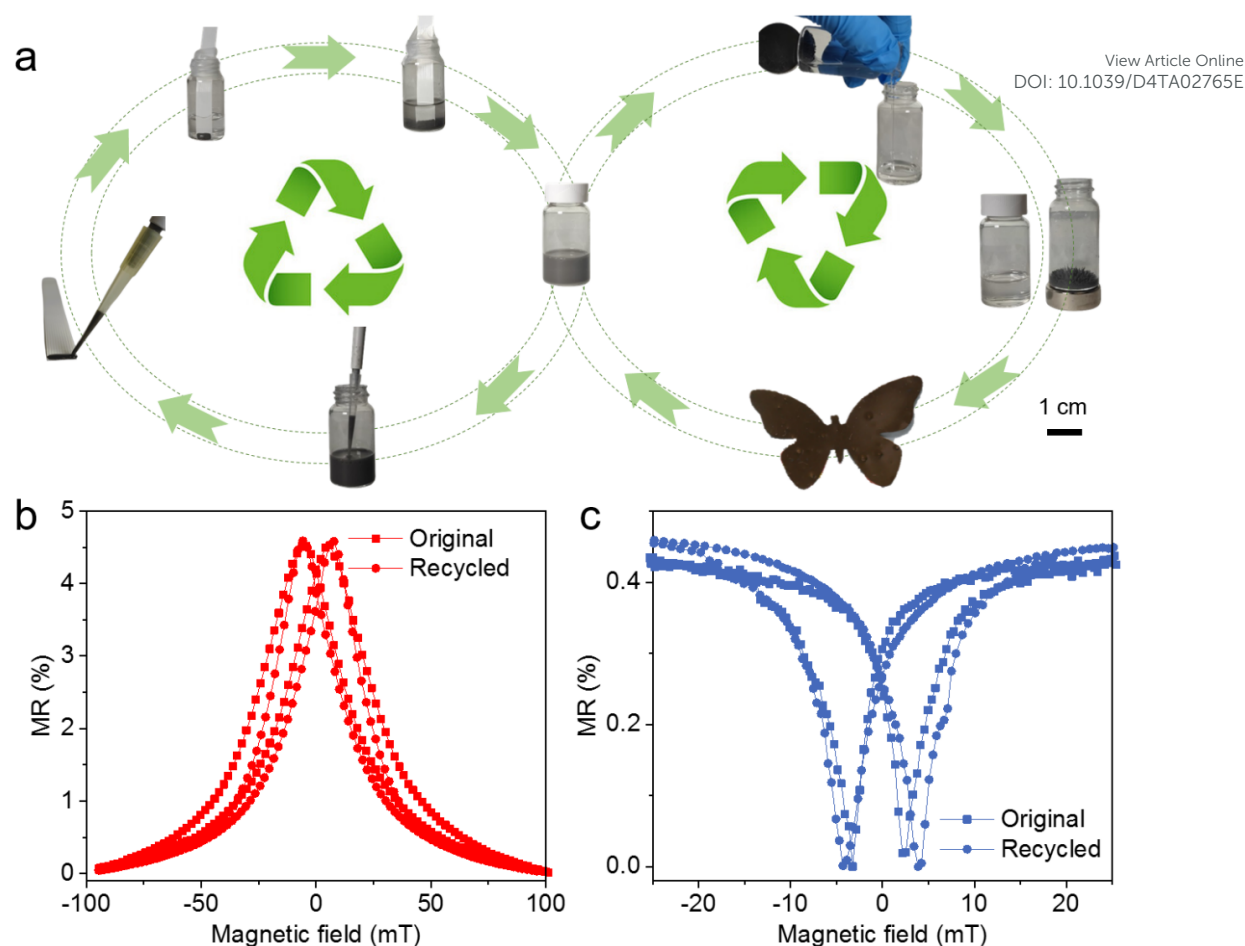 a
View Article Online
DOI: 10.1039/D4TA02765E
1 cm
b
5
4
3
2
1
0
MR (%)
Original
Recycled
-100
-50
0
50
100
Magnetic field (mT)
c
0.4
0.2
0.0
MR (%)
Original
Recycled
-20
-10
0
10
20
Magnetic field (mT)